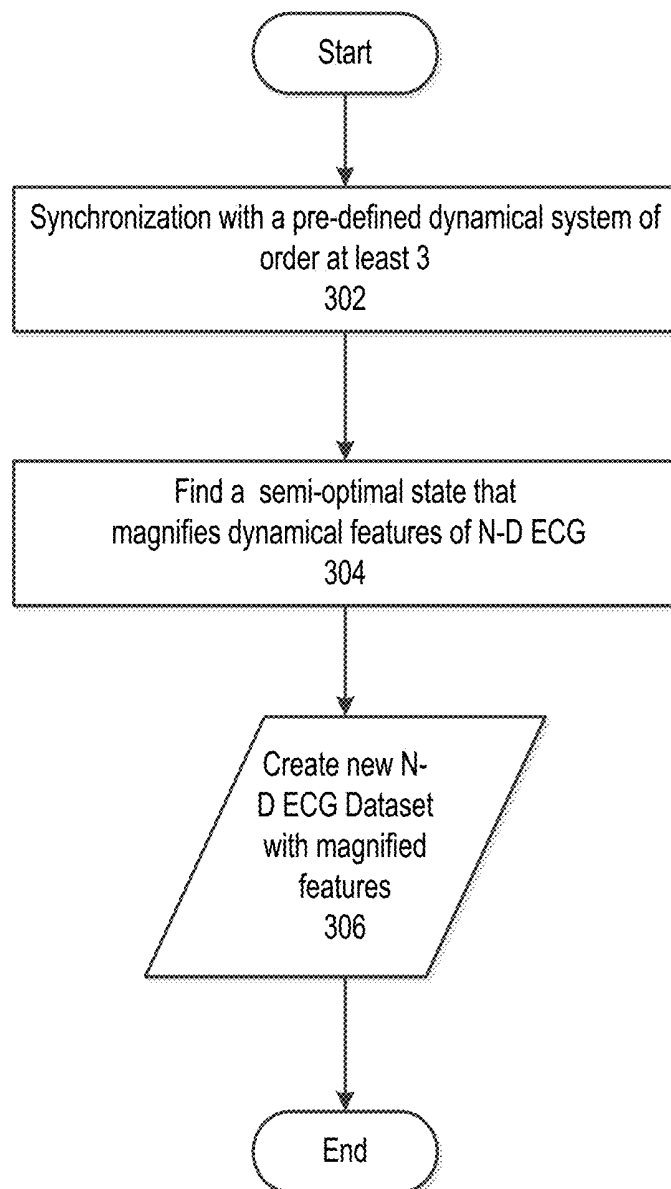 Start
Synchronization with a pre-defined dynamical system of
order at least 3
302
Find a semi-optimal state that
magnifies dynamical features of N-D ECG
304
Create new N-
D ECG Dataset
with magnified
features
306
End